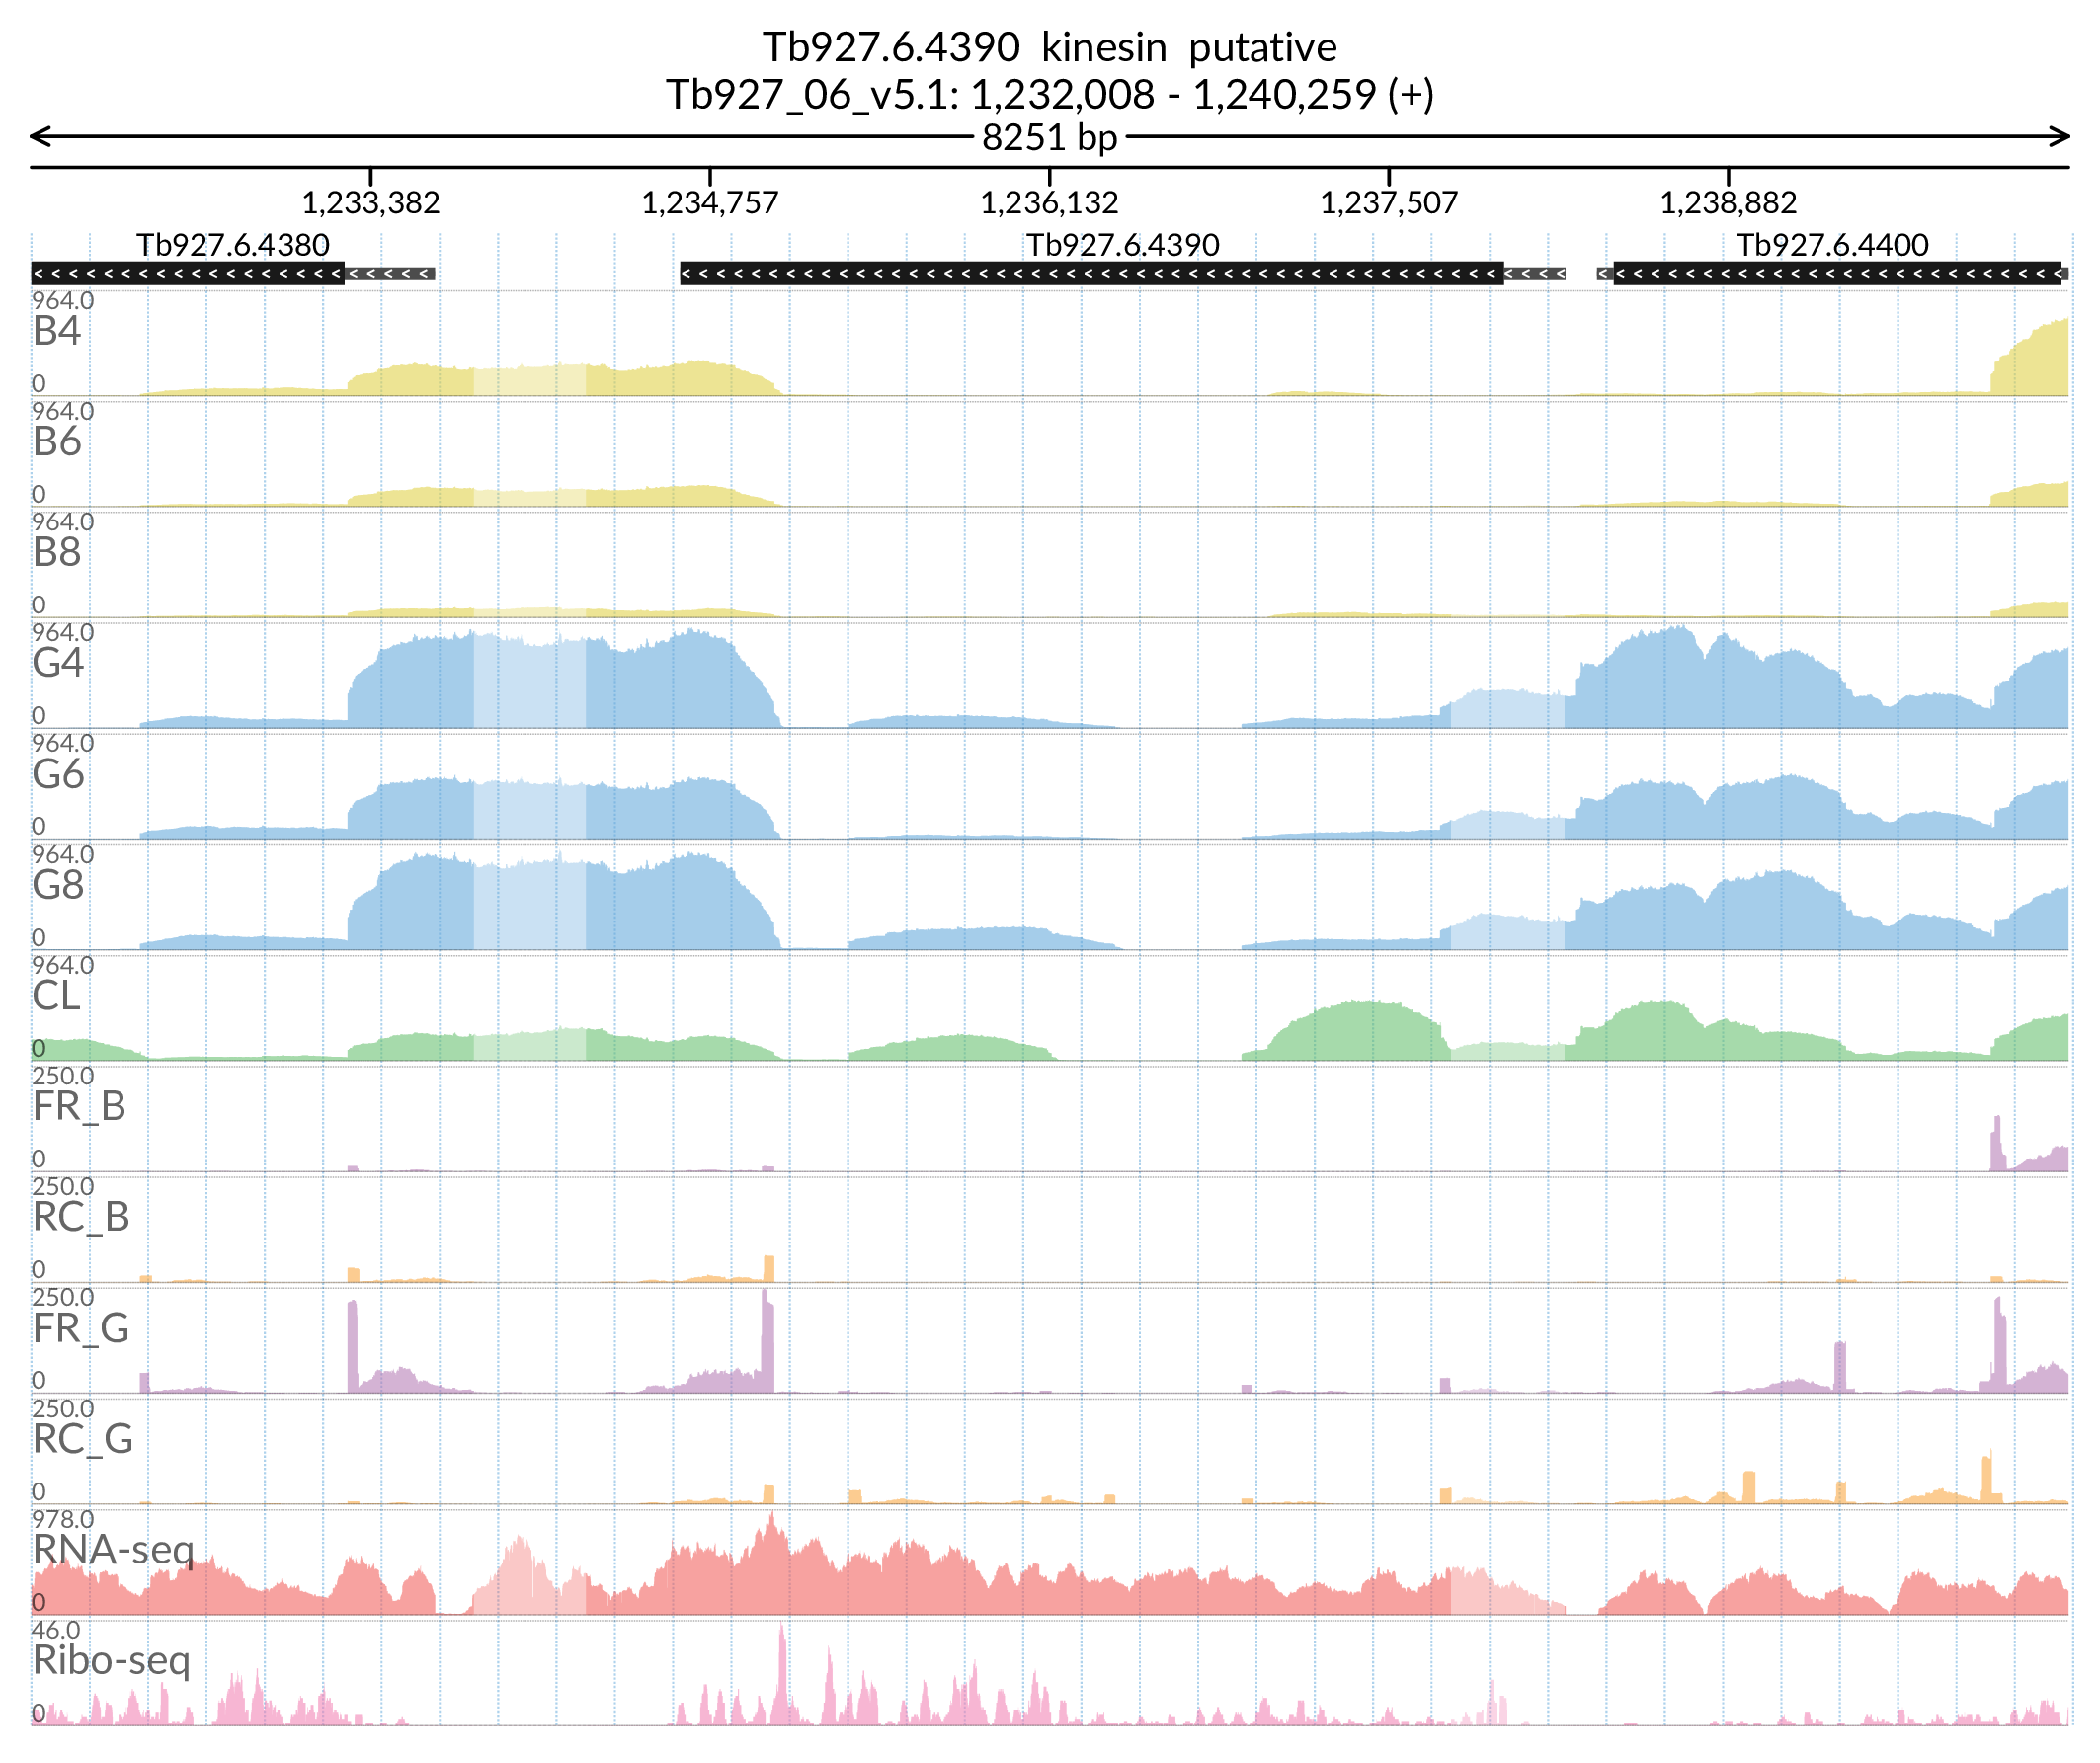 Tb927.6.4390 kinesin putative
Tb927_06_v5.1: 1,232,008 - 1,240,259 (+)
8251 bp
1,233,382 1,234,757 1,236,132 1,237,507 1,238,882
Tb927.6.4380 Tb927.6.4390 Tb927.6.4400
964.0
B4
0
964.0
B6
0
964.0
B8
0
964.0
G4
0
964.0
G6
0
964.0
G8
0
964.0
CL
0
250.0
FR_B
0
250.0
RC_B
0
250.0
FR_G
0
250.0
RC_G
0
978.0
RNA-seq
0
46.0
Ribo-seq
0